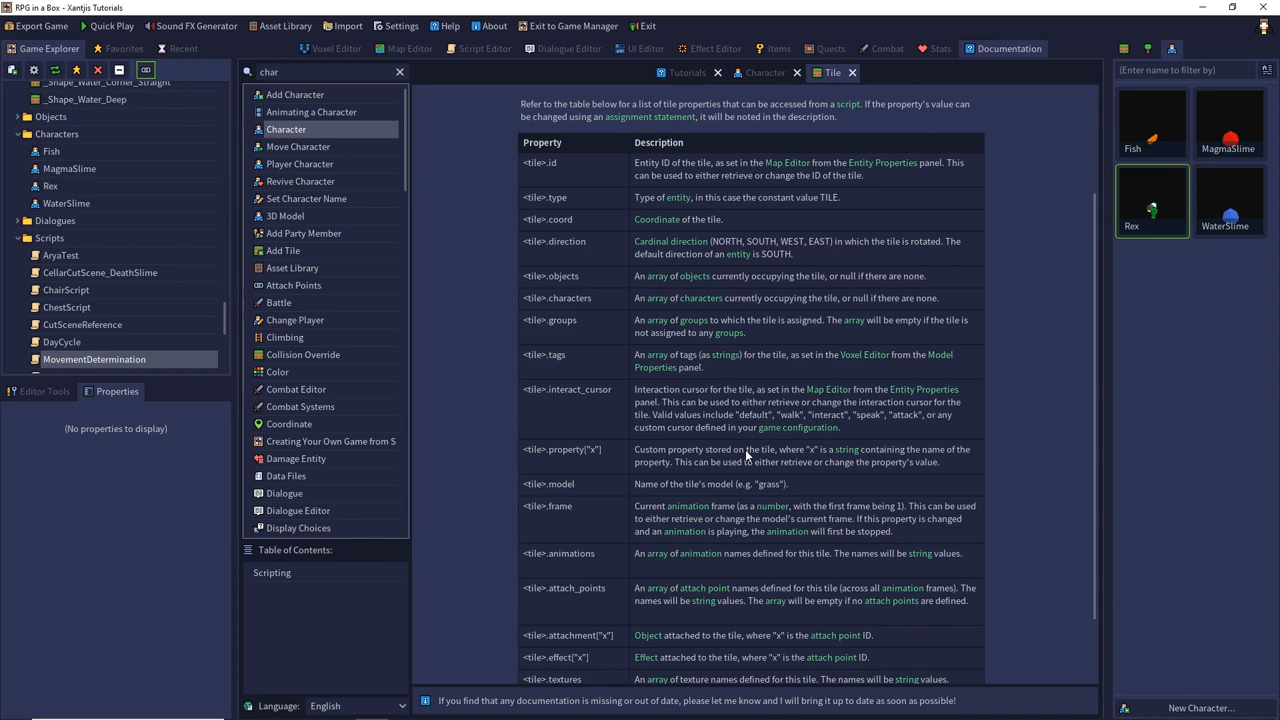 RPG in a Box - Xantjis Tutorials
Export Game Quick Play Sound FX Generator Asset Library Import Settings Help About Exit to Game Manager Exit
Game Explorer Favorites Recent Voxel Editor Map Editor Script Editor Dialogue Editor UI Editor Effect Editor Items Quests Combat Stats Documentation
_Shape_Water_Corner_Straight
_Shape_Water_Deep
Objects
Characters
Fish
MagmaSlime
Rex
WaterSlime
Dialogues
Scripts
AryaTest
CellarCutScene_DeathSlime
ChairScript
ChestScript
CutSceneReference
DayCycle
MovementDetermination
Editor Tools Properties
(No properties to display)
char
Add Character
Animating a Character
Character
Move Character
Player Character
Revive Character
Set Character Name
3D Model
Add Party Member
Add Tile
Asset Library
Attach Points
Battle
Change Player
Climbing
Collision Override
Color
Combat Editor
Combat Systems
Coordinate
Creating Your Own Game from S
Damage Entity
Data Files
Dialogue
Dialogue Editor
Display Choices
Table of Contents:
Scripting
Language: English
Tutorials Character Tile
Refer to the table below for a list of tile properties that can be accessed from a script. If the property's value can
be changed using an assignment statement, it will be noted in the description.
Property Description
<tile>.id Entity ID of the tile, as set in the Map Editor from the Entity Properties panel. This
can be used to either retrieve or change the ID of the tile.
<tile>.type Type of entity, in this case the constant value TILE.
<tile>.coord Coordinate of the tile.
<tile>.direction Cardinal direction (NORTH, SOUTH, WEST, EAST) in which the tile is rotated. The
default direction of an entity is SOUTH.
<tile>.objects An array of objects currently occupying the tile, or null if there are none.
<tile>.characters An array of characters currently occupying the tile, or null if there are none.
<tile>.groups An array of groups to which the tile is assigned. The array will be empty if the tile is
not assigned to any groups.
<tile>.tags An array of tags (as strings) for the tile, as set in the Voxel Editor from the Model
Properties panel.
<tile>.interact_cursor Interaction cursor for the tile, as set in the Map Editor from the Entity Properties
panel. This can be used to either retrieve or change the interaction cursor for the
tile. Valid values include "default", "walk", "interact", "speak", "attack", or any
custom cursor defined in your game configuration.
<tile>.property["x"] Custom property stored on the tile, where "x" is a string containing the name of the
property. This can be used to either retrieve or change the property's value.
<tile>.model Name of the tile's model (e.g. "grass").
<tile>.frame Current animation frame (as a number, with the first frame being 1). This can be used
to either retrieve or change the model's current frame. If this property is changed
and an animation is playing, the animation will first be stopped.
<tile>.animations An array of animation names defined for this tile. The names will be string values.
<tile>.attach_points An array of attach point names defined for this tile (across all animation frames). The
names will be string values. The array will be empty if no attach points are defined.
<tile>.attachment["x"] Object attached to the tile, where "x" is the attach point ID.
<tile>.effect["x"] Effect attached to the tile, where "x" is the attach point ID.
<tile>.textures An array of texture names defined for this tile. The names will be string values.
If you find that any documentation is missing or out of date, please let me know and I will bring it up to date as soon as possible!
(Enter name to filter by)
Fish MagmaSlime
Rex WaterSlime
New Character...